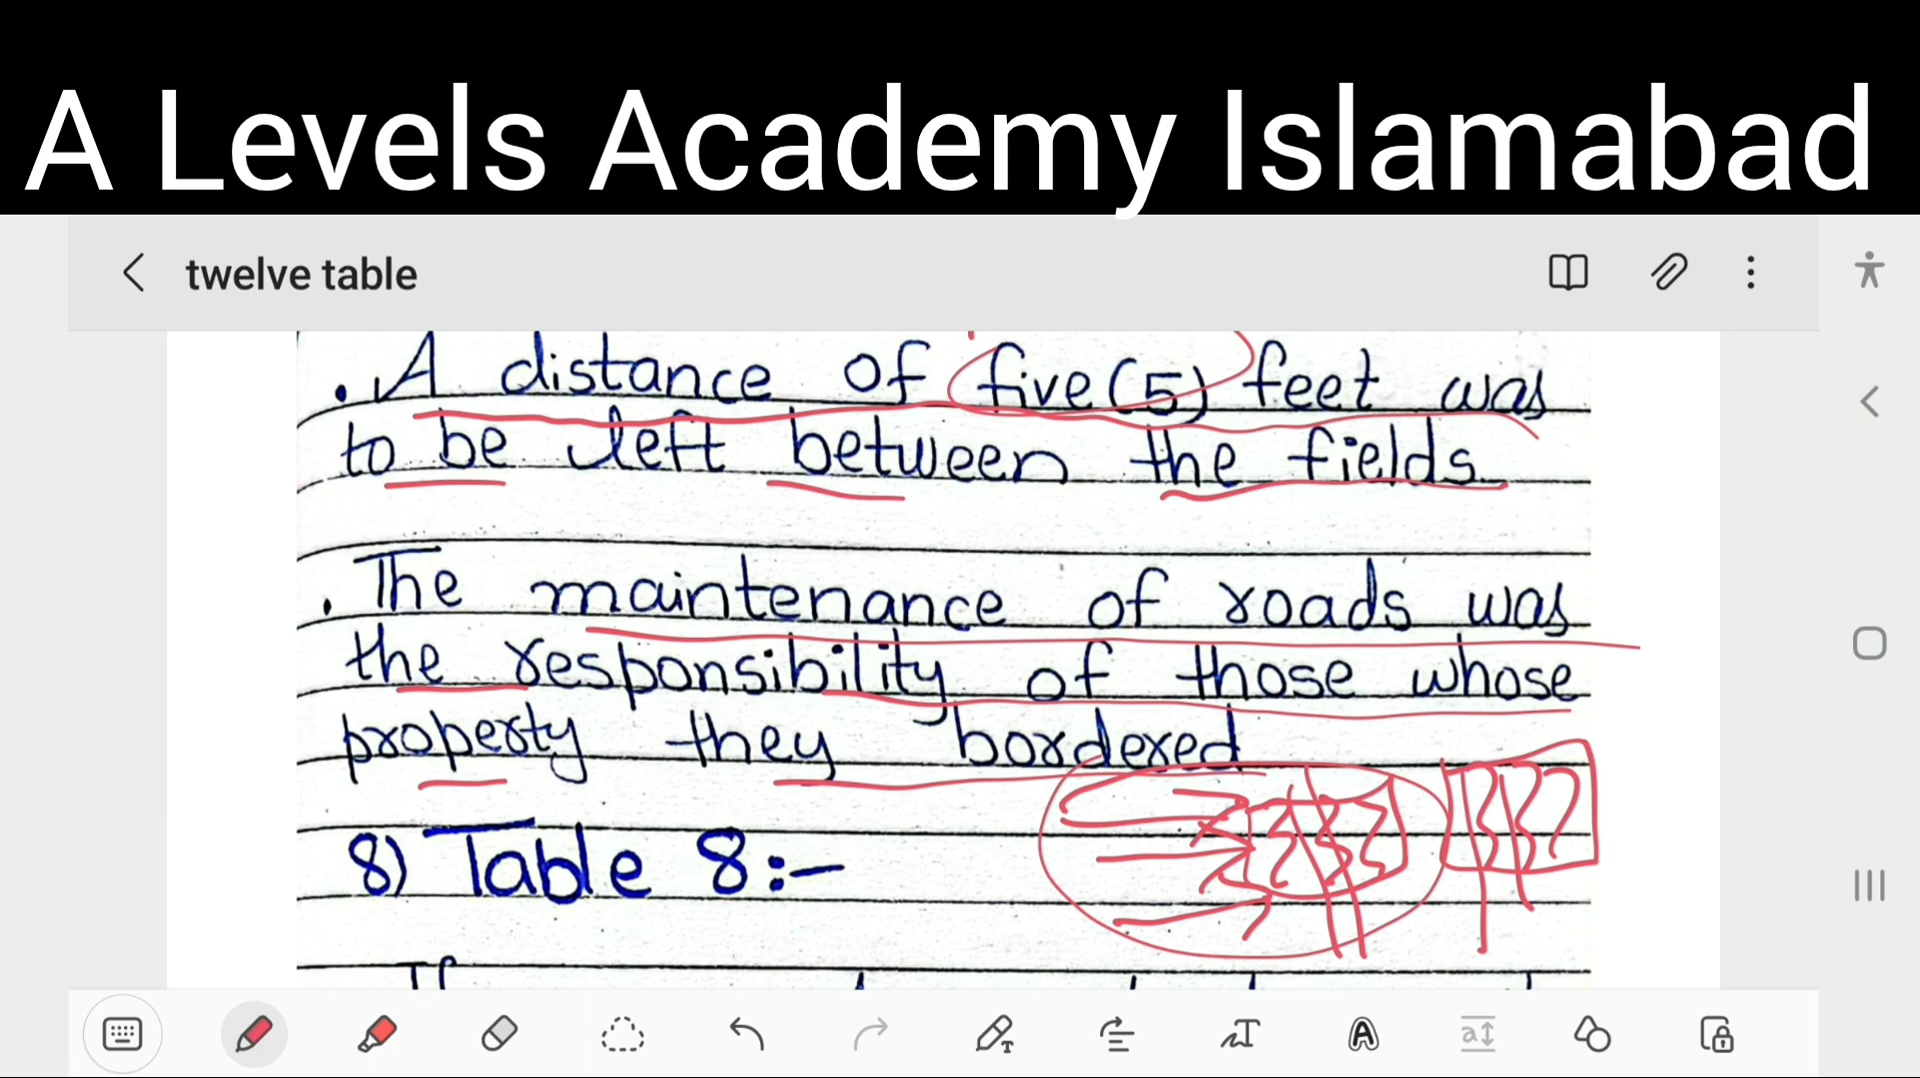 A Levels Academy Islamabad
twelve table
. A distance of five (5) feet was
to be left between the fields.
. The maintenance of roads was
the responsibility of those whose
property they bordered
8) Table 8:-